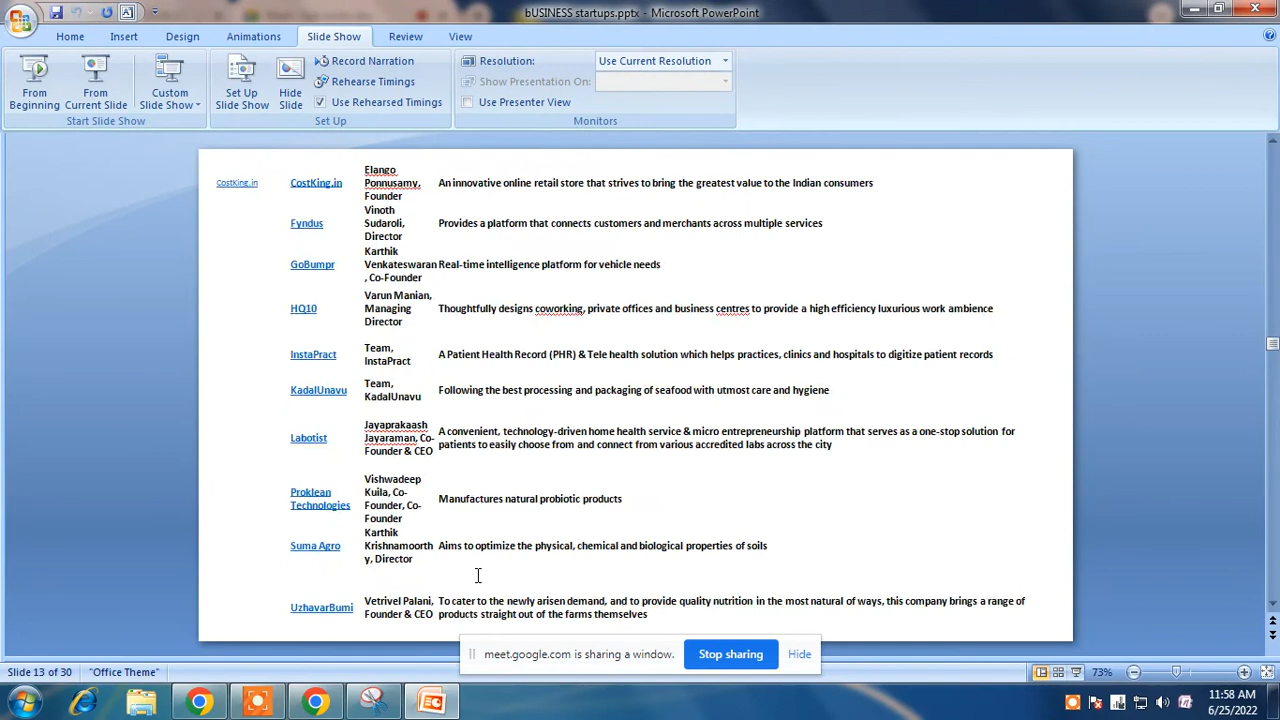 bUSINESS startups.pptx - Microsoft PowerPoint
Home Insert Design Animations Slide Show Review View
From Beginning
From Current Slide
Custom Slide Show
Start Slide Show
Set Up Slide Show
Hide Slide
Record Narration
Rehearse Timings
Use Rehearsed Timings
Set Up
Resolution: Use Current Resolution
Show Presentation On:
Use Presenter View
Monitors
CostKing.in
CostKing.in
Elango
Ponnusamy,
Founder
An innovative online retail store that strives to bring the greatest value to the Indian consumers
Fyndus
Vinoth
Sudaroli,
Director
Provides a platform that connects customers and merchants across multiple services
GoBumpr
Karthik
Venkateswaran
, Co-Founder
Real-time intelligence platform for vehicle needs
HQ10
Varun Manian,
Managing
Director
Thoughtfully designs coworking, private offices and business centres to provide a high efficiency luxurious work ambience
InstaPract
Team,
InstaPract
A Patient Health Record (PHR) & Tele health solution which helps practices, clinics and hospitals to digitize patient records
KadalUnavu
Team,
KadalUnavu
Following the best processing and packaging of seafood with utmost care and hygiene
Labotist
Jayaprakaash
Jayaraman, Co-
Founder & CEO
A convenient, technology-driven home health service & micro entrepreneurship platform that serves as a one-stop solution for
patients to easily choose from and connect from various accredited labs across the city
Proklean
Technologies
Vishwadeep
Kuila, Co-
Founder, Co-
Founder
Manufactures natural probiotic products
Suma Agro
Karthik
Krishnamoorth
y, Director
Aims to optimize the physical, chemical and biological properties of soils
UzhavarBumi
Vetrivel Palani,
Founder & CEO
To cater to the newly arisen demand, and to provide quality nutrition in the most natural of ways, this company brings a range of
products straight out of the farms themselves
meet.google.com is sharing a window. Stop sharing Hide
Slide 13 of 30 "Office Theme" 73%
11:58 AM
6/25/2022